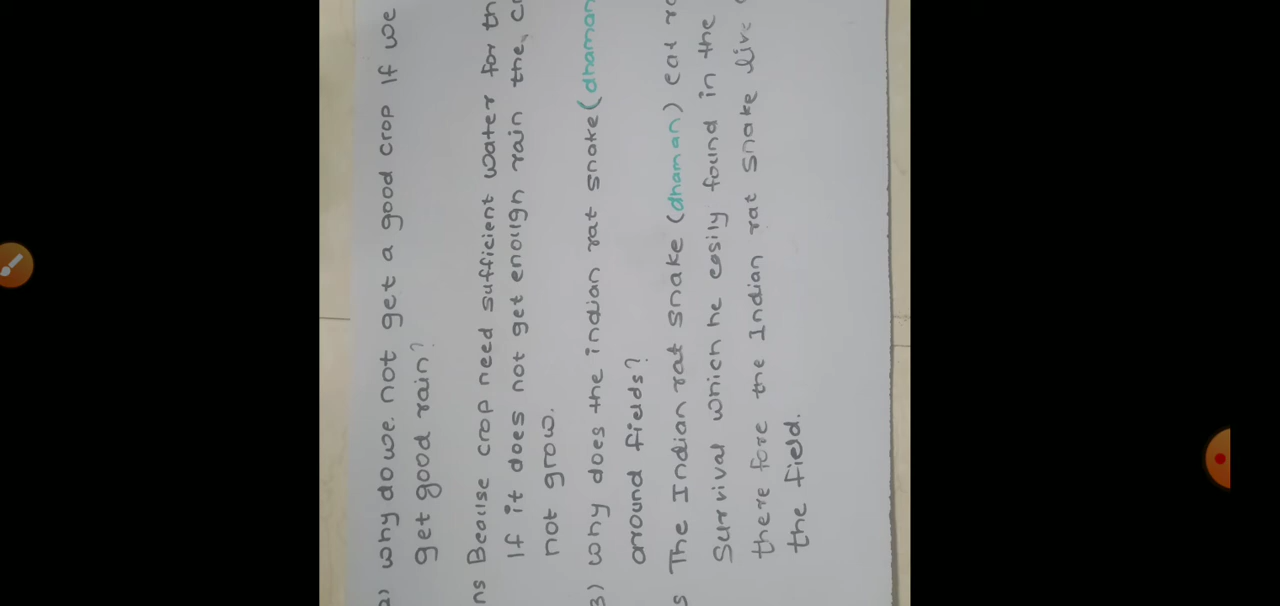 2) why do we not get a good crop If we
get good rain?
ns Beacuse crop need sufficient water for
If it does not get enough rain the
not grow.
3) why does the indian rat snake (dhaman
around fields?
s The Indian rat snake (dhaman) eat
Survival which he easily found in the
there fore the Indian rat snake live
the field.